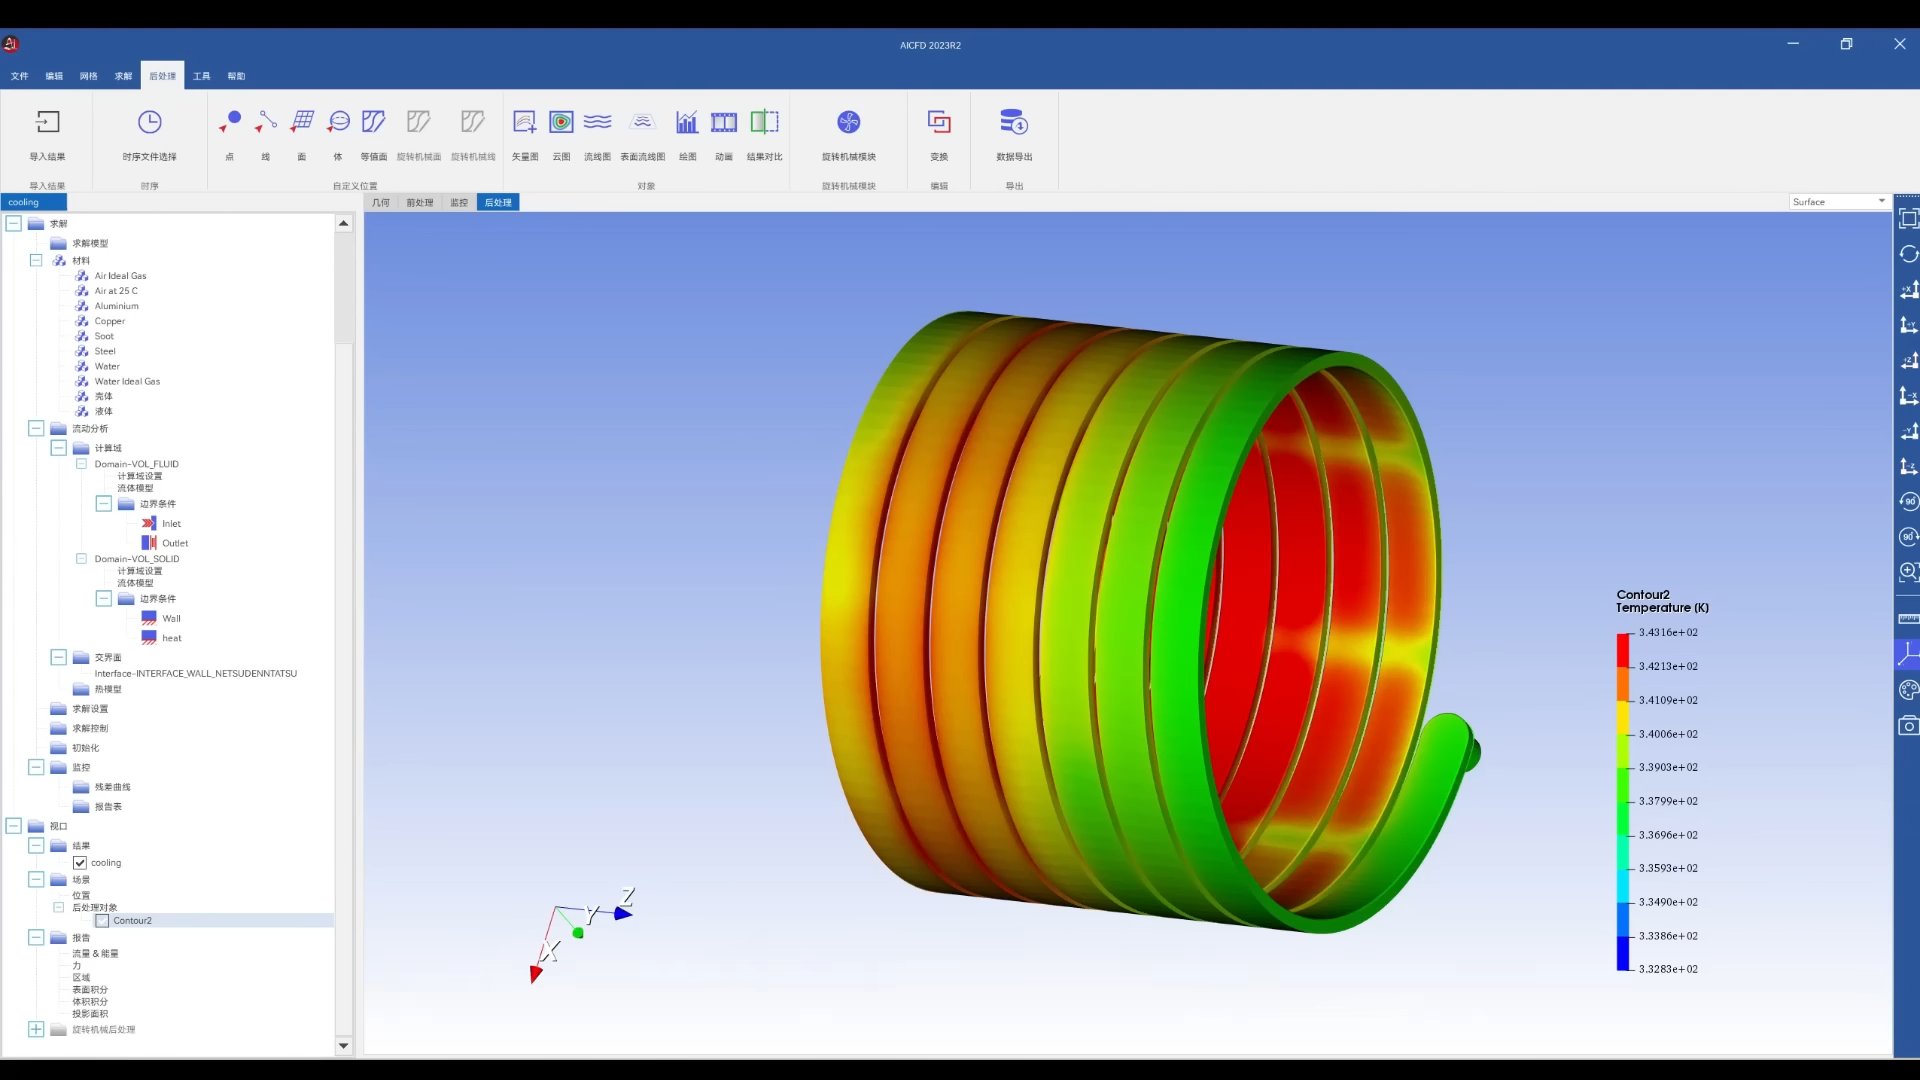 AICFD 2023R2
文件 编辑 网格 求解 后处理 工具 帮助
导入结果 时序文件选择 点 线 面 体 等值面 旋转机械面 旋转机械线 矢量图 云图 流线图 表面流线图 绘图 动画 结果对比 旋转机械模块 变换 数据导出
导入结果 时序 自定义位置 对象 旋转机械模块 编辑 导出
cooling
几何 前处理 监控 后处理
Surface
求解
求解模型
材料
Air Ideal Gas
Air at 25 C
Aluminium
Copper
Soot
Steel
Water
Water Ideal Gas
壳体
液体
流动分析
计算域
Domain-VOL_FLUID
计算域设置
流体模型
边界条件
Inlet
Outlet
Domain-VOL_SOLID
计算域设置
流体模型
边界条件
Wall
heat
交界面
Interface-INTERFACE_WALL_NETSUDENNTATSU
热模型
求解设置
求解控制
初始化
监控
残差曲线
报告表
视口
结果
cooling
场景
位置
后处理对象
Contour2
报告
流量 & 能量
力
区域
表面积分
体积积分
投影面积
旋转机械后处理
Z
Y
X
Contour2
Temperature (K)
3.4316e+02
3.4213e+02
3.4109e+02
3.4006e+02
3.3903e+02
3.3799e+02
3.3696e+02
3.3593e+02
3.3490e+02
3.3386e+02
3.3283e+02
+X
+Y
+Z
-X
-Y
-Z
90
90